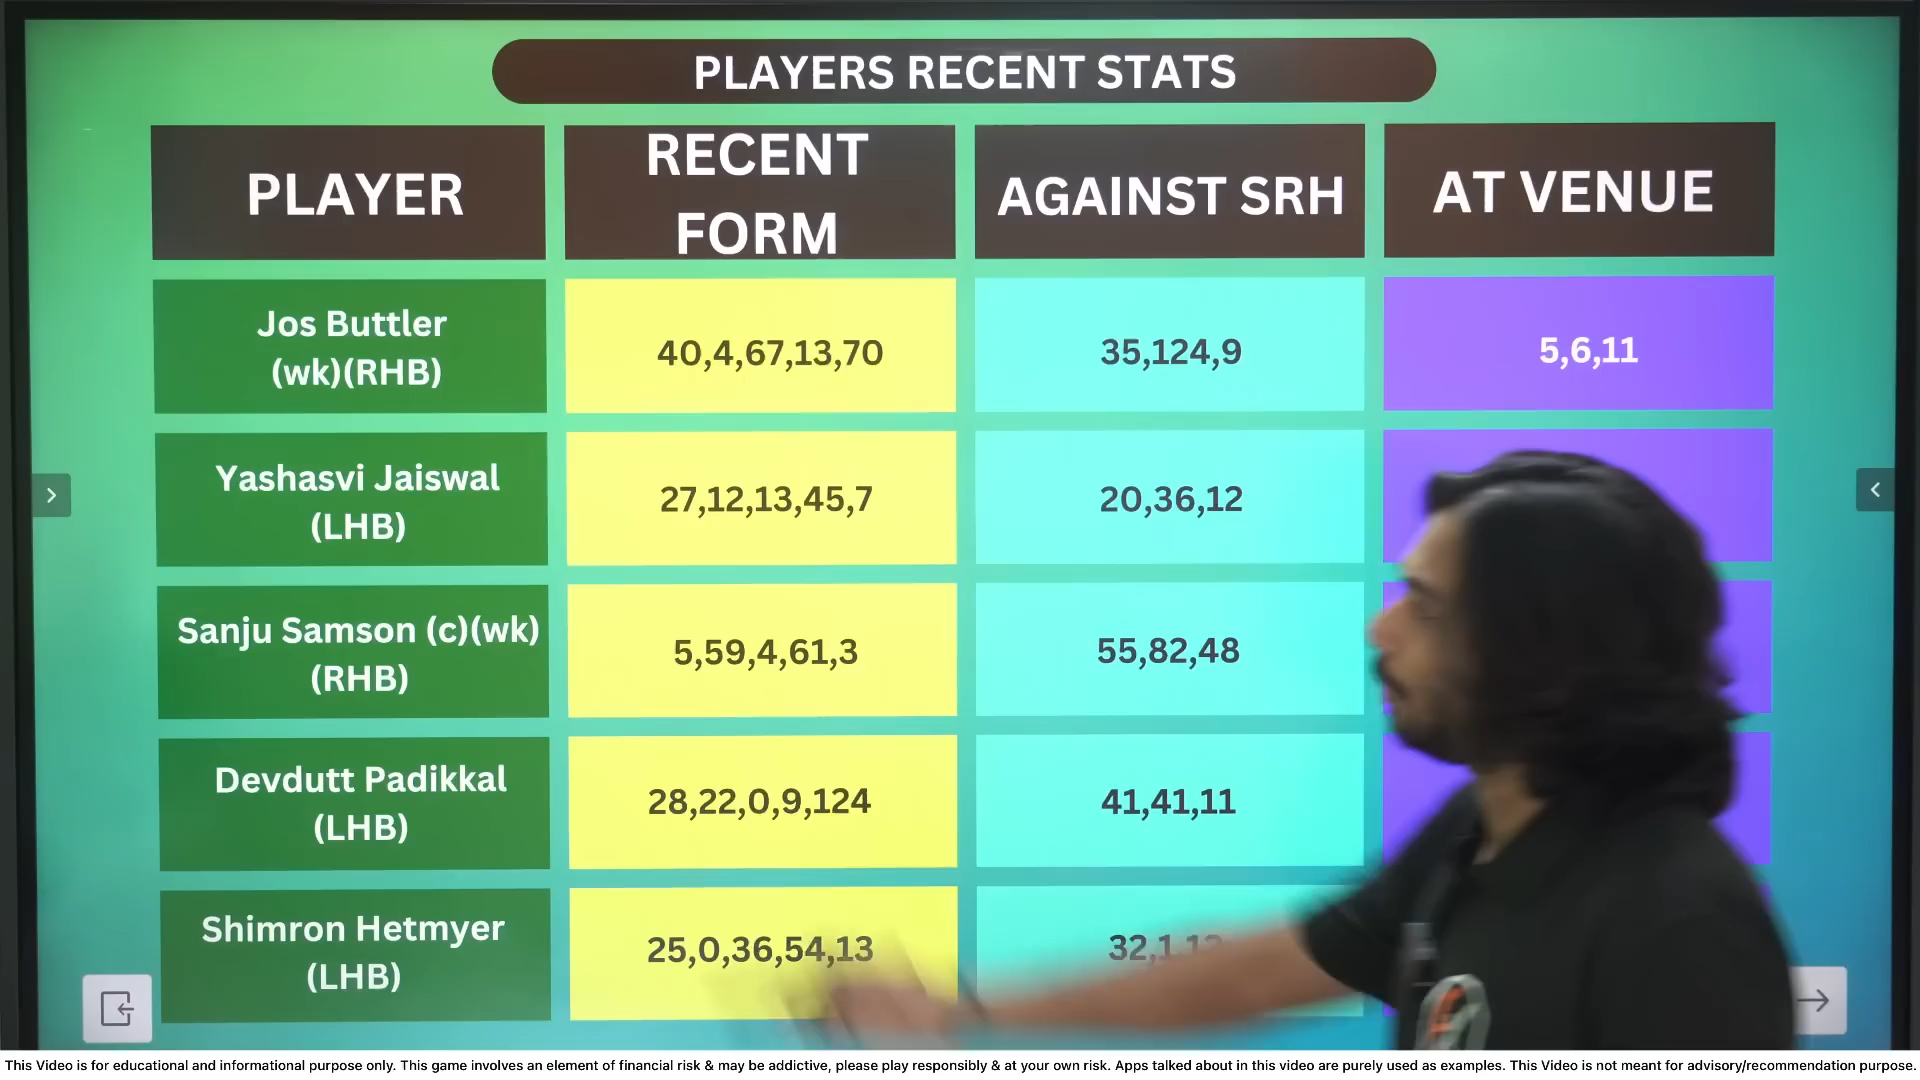 PLAYERS RECENT STATS
PLAYER
RECENT
FORM
AGAINST SRH
AT VENUE
Jos Buttler
(wk)(RHB)
40,4,67,13,70
35,124,9
5,6,11
Yashasvi Jaiswal
(LHB)
27,12,13,45,7
20,36,12
Sanju Samson (c)(wk)
(RHB)
5,59,4,61,3
55,82,48
Devdutt Padikkal
(LHB)
28,22,0,9,124
41,41,11
Shimron Hetmyer
(LHB)
25,0,36,54,13
32,1,
This Video is for educational and informational purpose only. This game involves an element of financial risk & may be addictive, please play responsibly & at your own risk. Apps talked about in this video are purely used as examples. This Video is not meant for advisory/recommendation purpose.